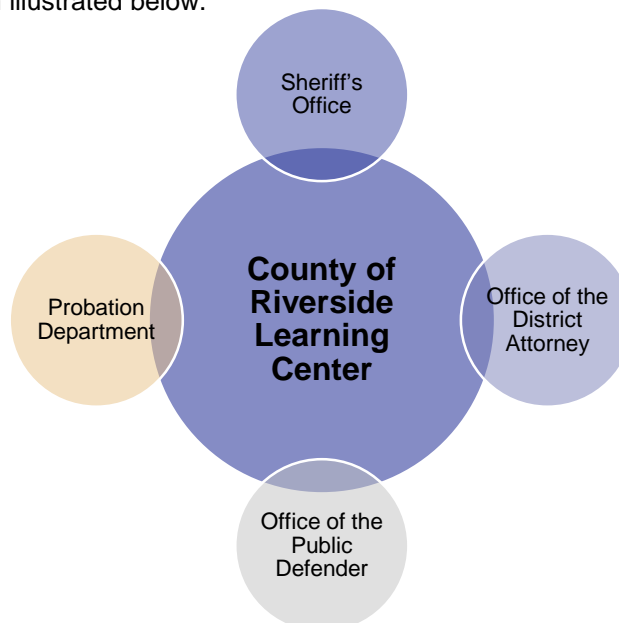 illustrated below.
Sheriff's
Office
County of
Riverside
Learning
Center
Probation
Department
Office of the
District
Attorney
Office of the
Public
Defender